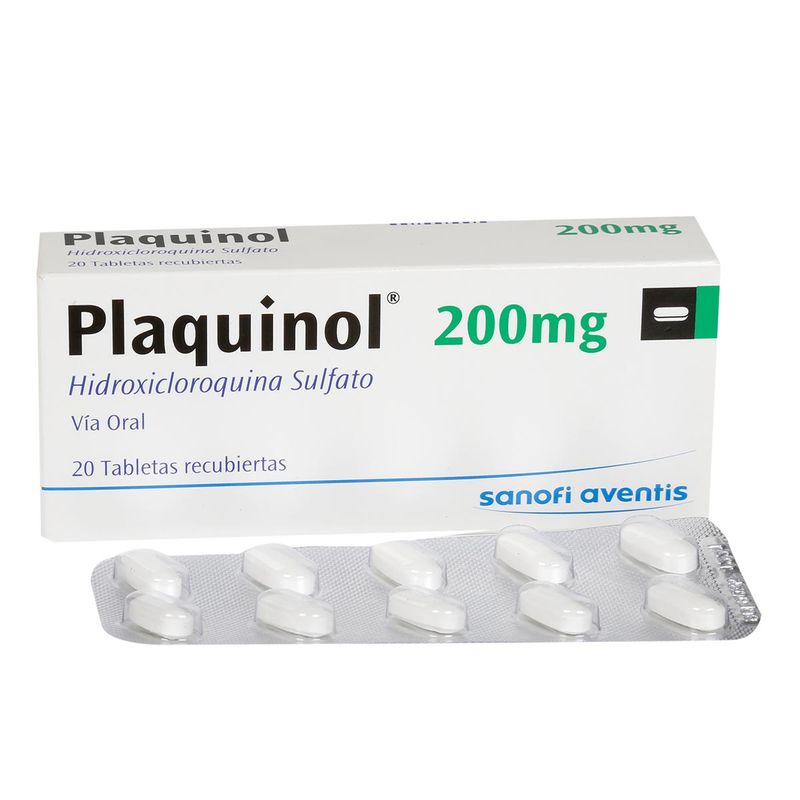 Plaquinol 200mg
Hidroxicloroquina Sulfato
20 Tabletas recubiertas
Plaquinol® 200mg
Hidroxicloroquina Sulfato
Vía Oral
20 Tabletas recubiertas
sanofi aventis